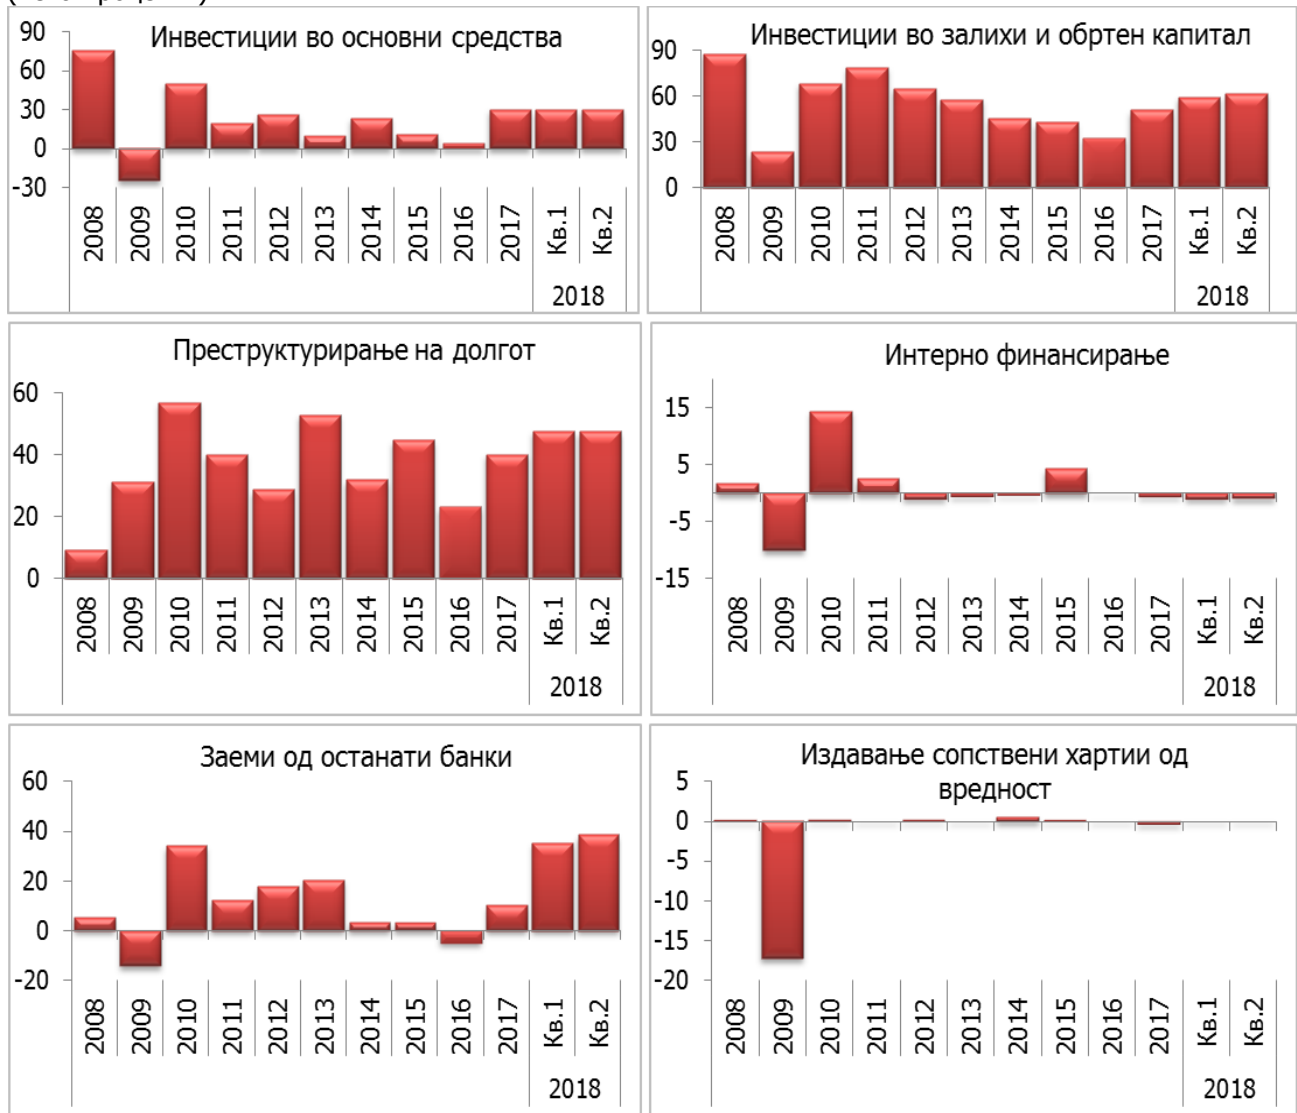 Инвестиции во основни средства
90
60
30
0
-30
2008 2009 2010 2011 2012 2013 2014 2015 2016 2017 Кв.1 Кв.2
2018
Инвестиции во залихи и обртен капитал
90
60
30
0
2008 2009 2010 2011 2012 2013 2014 2015 2016 2017 Кв.1 Кв.2
2018
Преструктурирање на долгот
60
40
20
0
2008 2009 2010 2011 2012 2013 2014 2015 2016 2017 Кв.1 Кв.2
2018
Интерно финансирање
15
5
-5
-15
2008 2009 2010 2011 2012 2013 2014 2015 2016 2017 Кв.1 Кв.2
2018
Заеми од останати банки
60
40
20
0
-20
2008 2009 2010 2011 2012 2013 2014 2015 2016 2017 Кв.1 Кв.2
2018
Издавање сопствени хартии од
вредност
5
0
-5
-10
-15
-20
2008 2009 2010 2011 2012 2013 2014 2015 2016 2017 Кв.1 Кв.2
2018